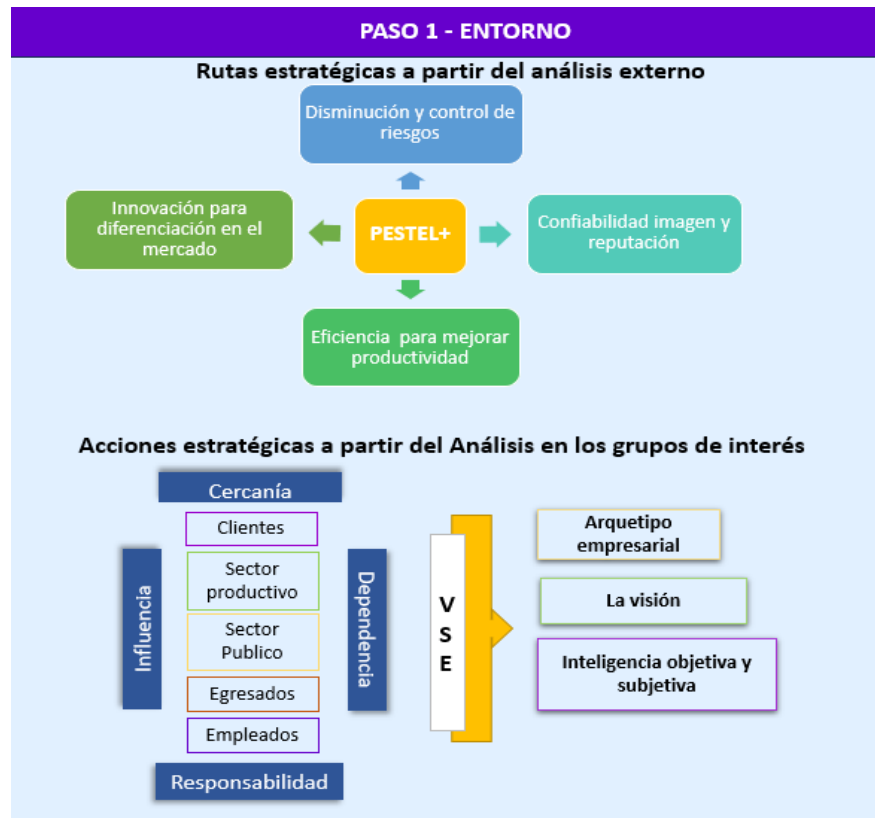 PASO 1 - ENTORNO
Rutas estratégicas a partir del análisis externo
Disminución y control de
riesgos
Innovación para
diferenciación en el
mercado
PESTEL+
Confiabilidad imagen y
reputación
Eficiencia para mejorar
productividad
Acciones estratégicas a partir del Análisis en los grupos de interés
Cercanía
Influencia
Clientes
Sector
productivo
Sector
Publico
Egresados
Empleados
Dependencia
Responsabilidad
V
S
E
Arquetipo
empresarial
La visión
Inteligencia objetiva y
subjetiva